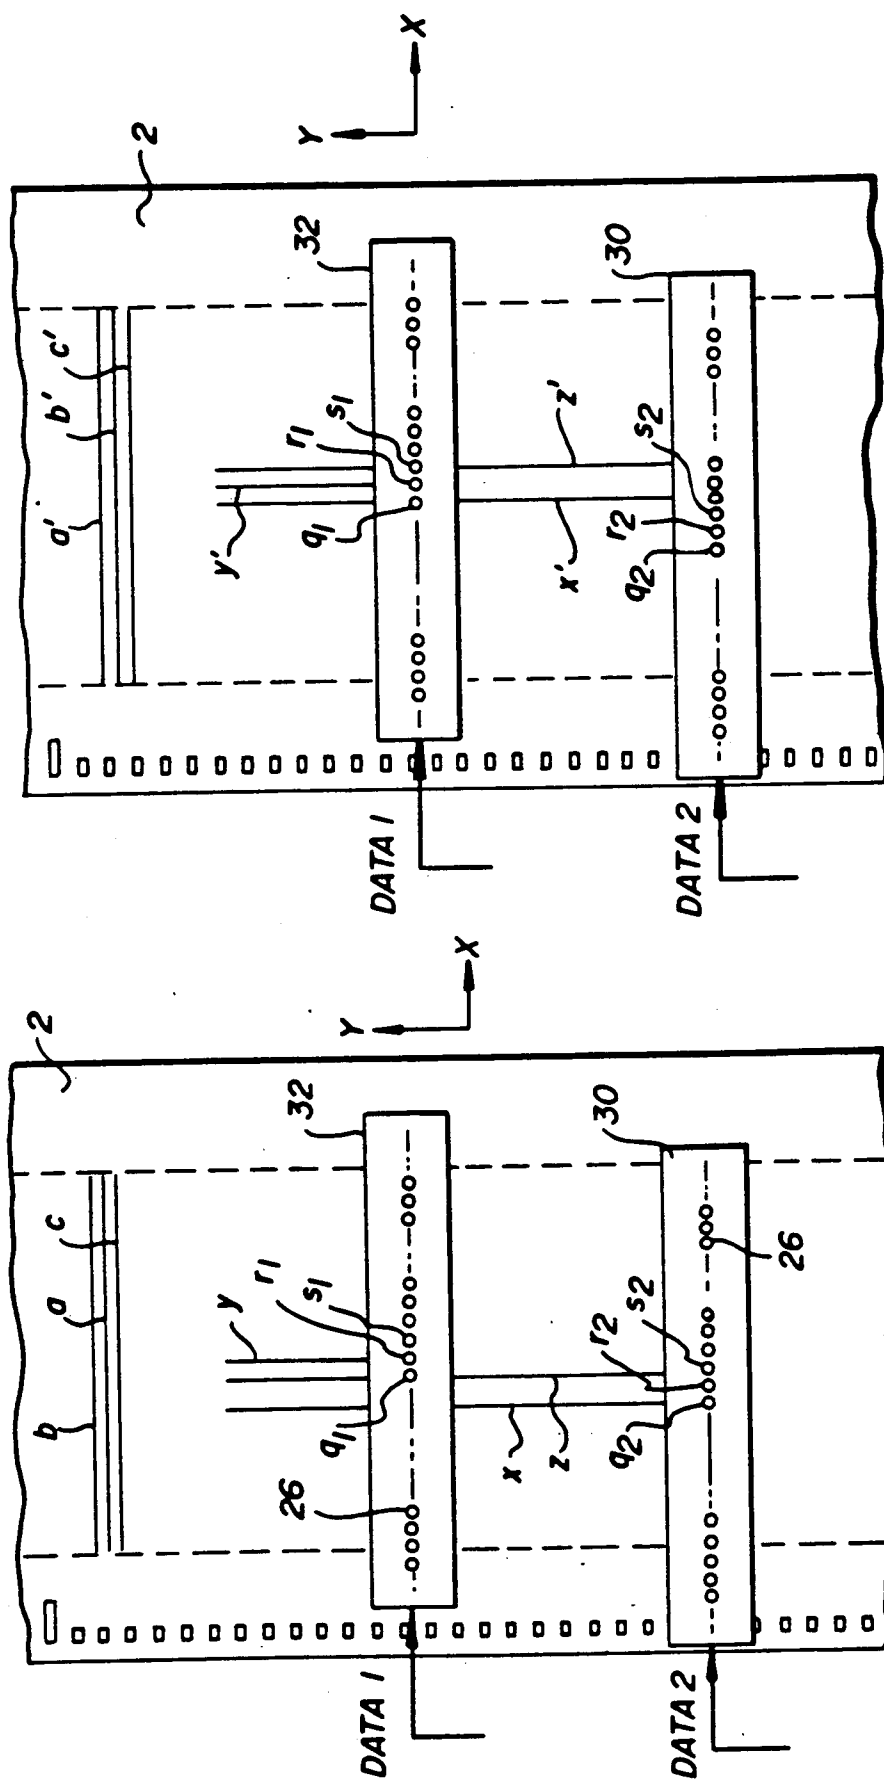 b
a
c
2
Y
X
y
r1
s1
q1
26
32
DATA 1
x
z
r2
s2
q2
26
30
DATA 2
a'
b'
c'
2
Y
X
y'
q1
r1
s1
32
DATA 1
x'
z'
q2
r2
s2
30
DATA 2